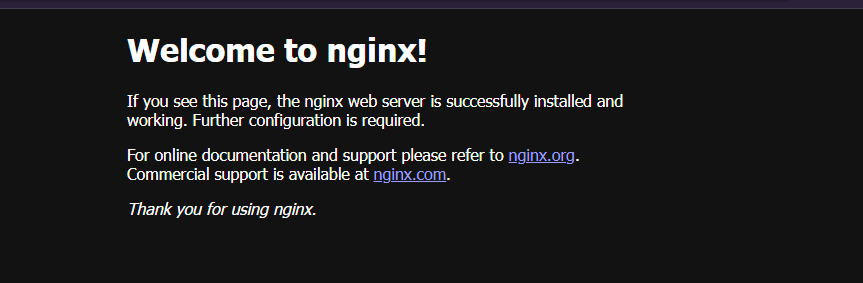 Welcome to nginx!
If you see this page, the nginx web server is successfully installed and
working. Further configuration is required.
For online documentation and support please refer to nginx.org.
Commercial support is available at nginx.com.
Thank you for using nginx.